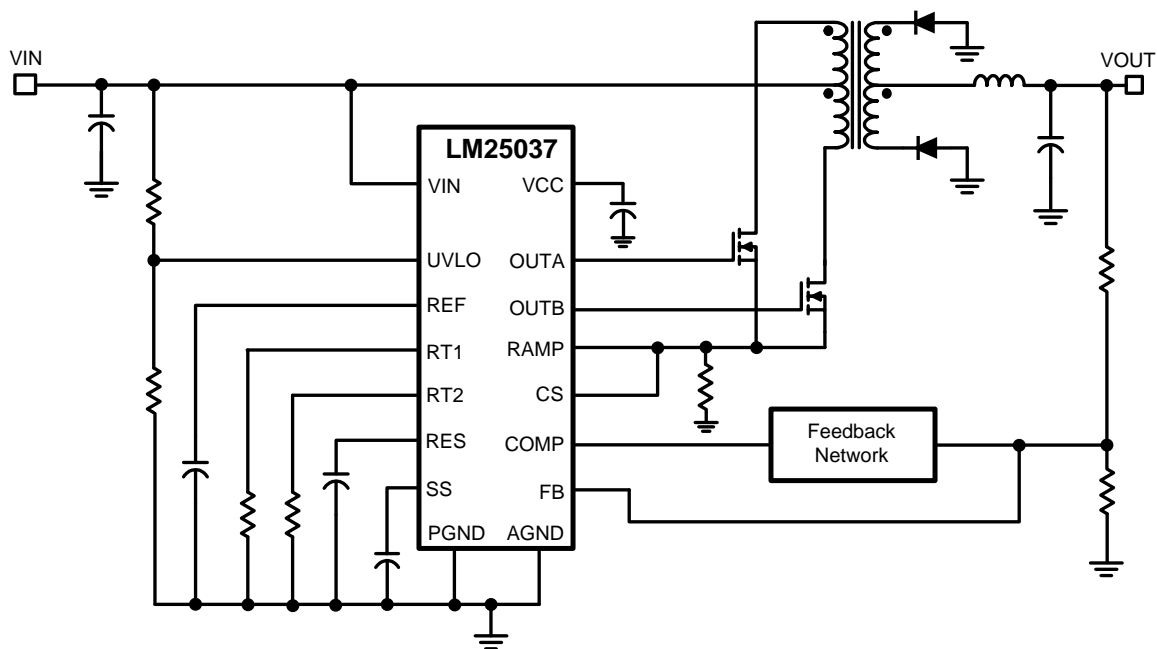 VIN
VOUT
LM25037
VIN
VCC
UVLO
OUTA
REF
OUTB
RT1
RAMP
RT2
CS
RES
COMP
SS
FB
PGND
AGND
Feedback
Network